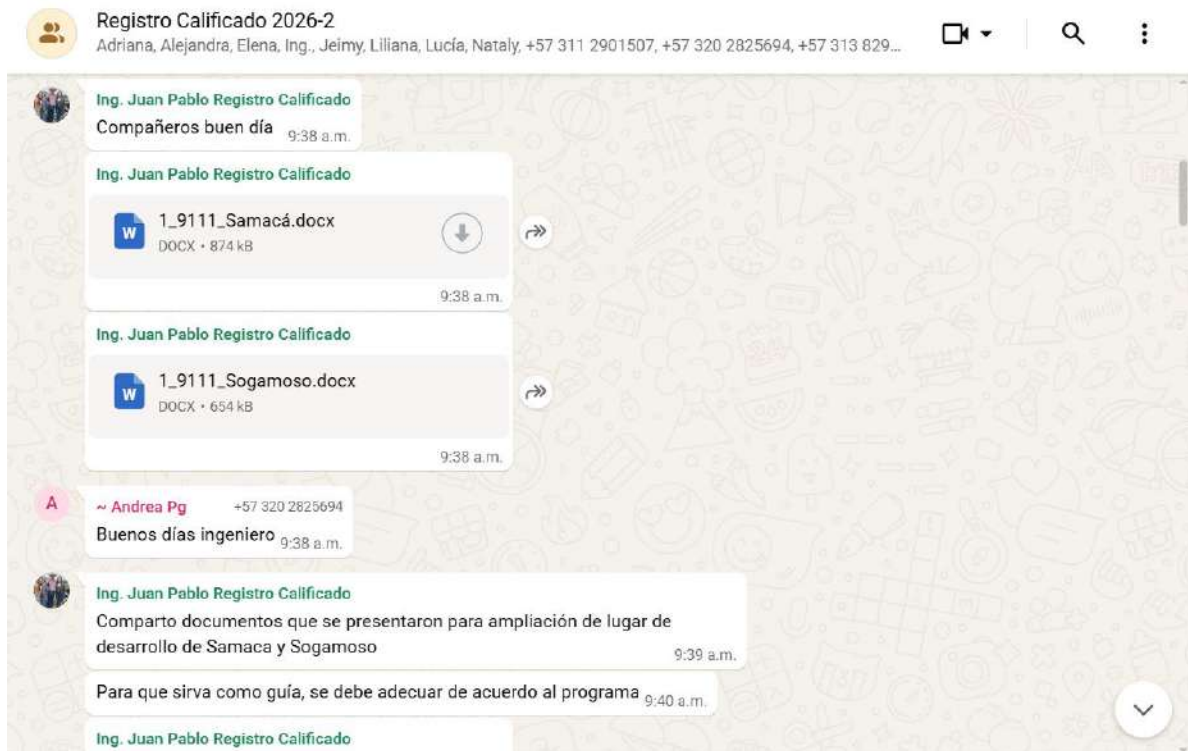 Registro Calificado 2026-2
Adriana, Alejandra, Elena, Ing., Jeimy, Liliana, Lucía, Nataly, +57 311 2901507, +57 320 2825694, +57 313 829...
Ing. Juan Pablo Registro Calificado
Compañeros buen día 9:38 a.m.
Ing. Juan Pablo Registro Calificado
W
1_9111_Samacá.docx
DOCX • 874 kB
9:38 a.m.
Ing. Juan Pablo Registro Calificado
W
1_9111_Sogamoso.docx
DOCX • 654 kB
9:38 a.m.
A
~ Andrea Pg +57 320 2825694
Buenos días ingeniero 9:38 a.m.
Ing. Juan Pablo Registro Calificado
Comparto documentos que se presentaron para ampliación de lugar de
desarrollo de Samaca y Sogamoso 9:39 a.m.
Para que sirva como guía, se debe adecuar de acuerdo al programa 9:40 a.m.
Ing. Juan Pablo Registro Calificado